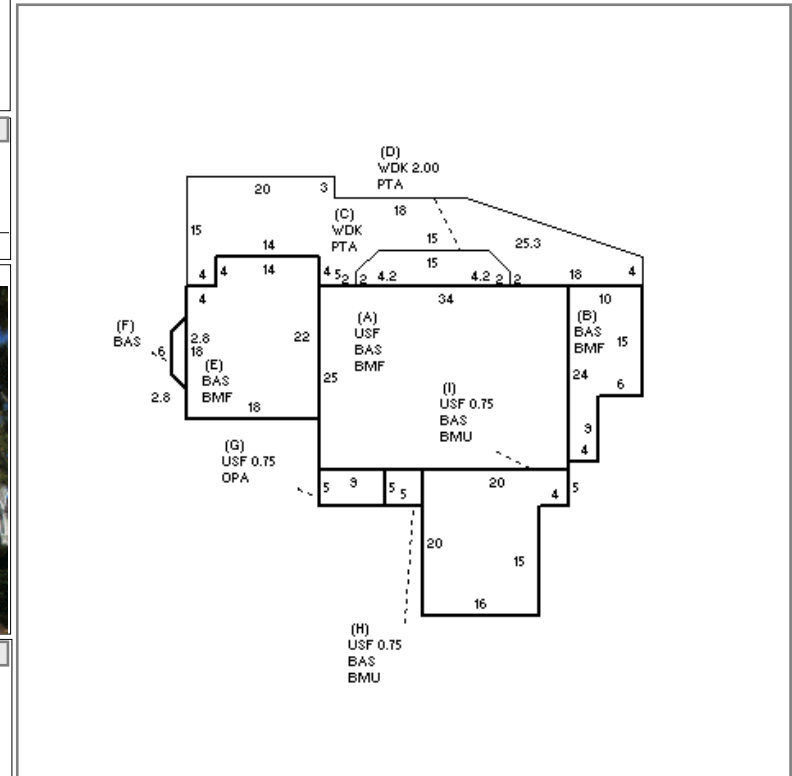 (D)
WDK 2.00
PTA
20 3
(C)
WDK
PTA
18
15
15
25.3
14
4 4 14
4 5 2 2 4.2
15
4.2 2 2
18 4
4
34
10
(F)
BAS
6
2.8
18
2.8
(E)
BAS
BMF
22
18
(A)
USF
BAS
BMF
25
(B)
BAS
BMF
15
24
6
9
4
(I)
USF 0.75
BAS
BMU
(G)
USF 0.75
OPA
5 9 5 5
20
4 5
20
15
16
(H)
USF 0.75
BAS
BMU